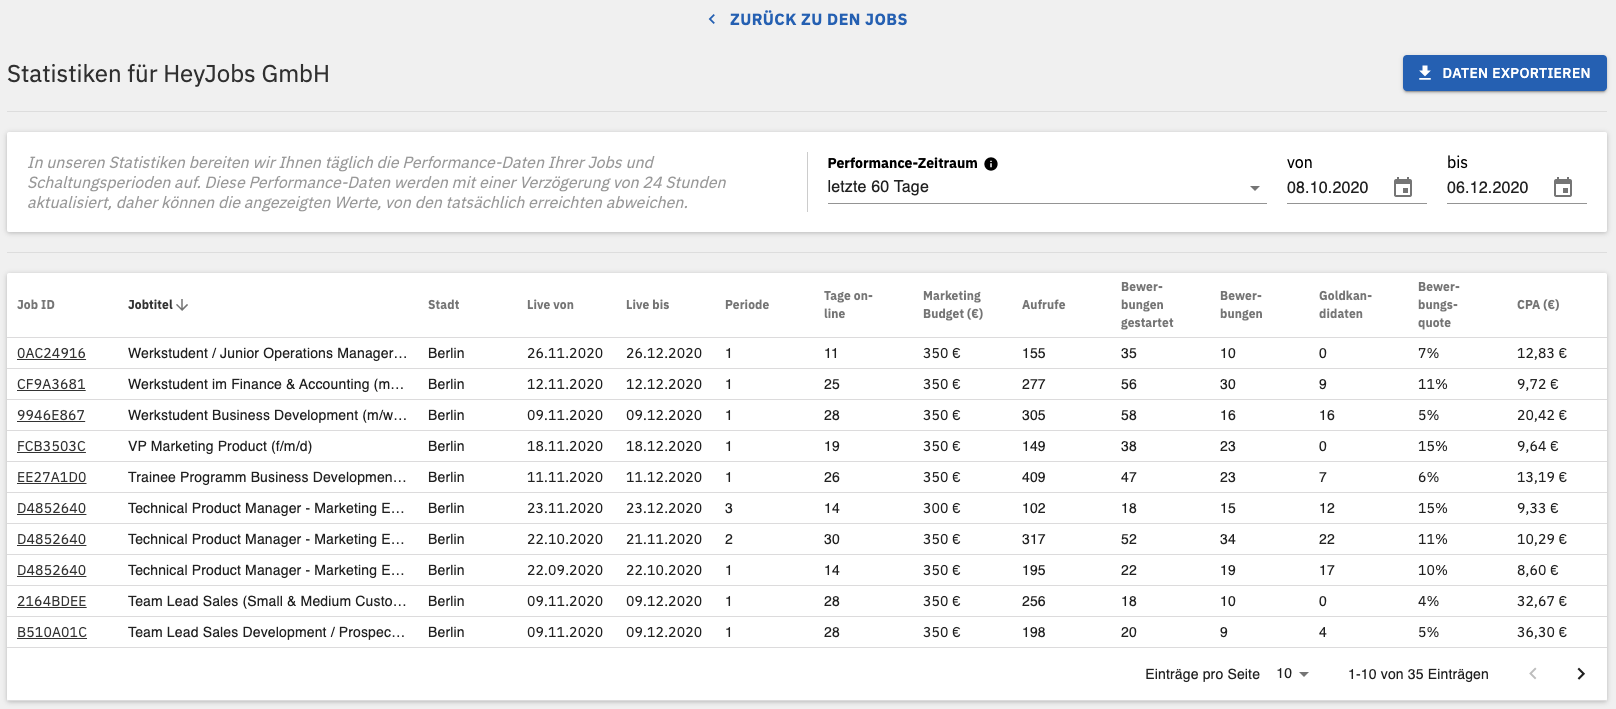 ZURÜCK ZU DEN JOBS
Statistiken für HeyJobs GmbH
DATEN EXPORTIEREN
In unseren Statistiken bereiten wir Ihnen täglich die Performance-Daten Ihrer Jobs und
Schaltungsperioden auf. Diese Performance-Daten werden mit einer Verzögerung von 24 Stunden
aktualisiert, daher können die angezeigten Werte, von den tatsächlich erreichten abweichen.
Performance-Zeitraum
letzte 60 Tage
von
08.10.2020
bis
06.12.2020
Job ID Jobtitel Stadt Live von Live bis Periode Tage on-line Marketing Budget (€) Aufrufe Bewer-bungen gestartet Bewer-bungen Goldkan-didaten Bewer-bungs-quote CPA (€)
0AC24916 Werkstudent / Junior Operations Manager... Berlin 26.11.2020 26.12.2020 1 11 350 € 155 35 10 0 7% 12,83 €
CF9A3681 Werkstudent im Finance & Accounting (m... Berlin 12.11.2020 12.12.2020 1 25 350 € 277 56 30 9 11% 9,72 €
9946E867 Werkstudent Business Development (m/w... Berlin 09.11.2020 09.12.2020 1 28 350 € 305 58 16 16 5% 20,42 €
FCB3503C VP Marketing Product (f/m/d) Berlin 18.11.2020 18.12.2020 1 19 350 € 149 38 23 0 15% 9,64 €
EE27A1D0 Trainee Programm Business Developmen... Berlin 11.11.2020 11.12.2020 1 26 350 € 409 47 23 7 6% 13,19 €
D4852640 Technical Product Manager - Marketing E... Berlin 23.11.2020 23.12.2020 3 14 300 € 102 18 15 12 15% 9,33 €
D4852640 Technical Product Manager - Marketing E... Berlin 22.10.2020 21.11.2020 2 30 350 € 317 52 34 22 11% 10,29 €
D4852640 Technical Product Manager - Marketing E... Berlin 22.09.2020 22.10.2020 1 14 350 € 195 22 19 17 10% 8,60 €
2164BDEE Team Lead Sales (Small & Medium Custo... Berlin 09.11.2020 09.12.2020 1 28 350 € 256 18 10 0 4% 32,67 €
B510A01C Team Lead Sales Development / Prospec... Berlin 09.11.2020 09.12.2020 1 28 350 € 198 20 9 4 5% 36,30 €
Einträge pro Seite 10 1-10 von 35 Einträgen